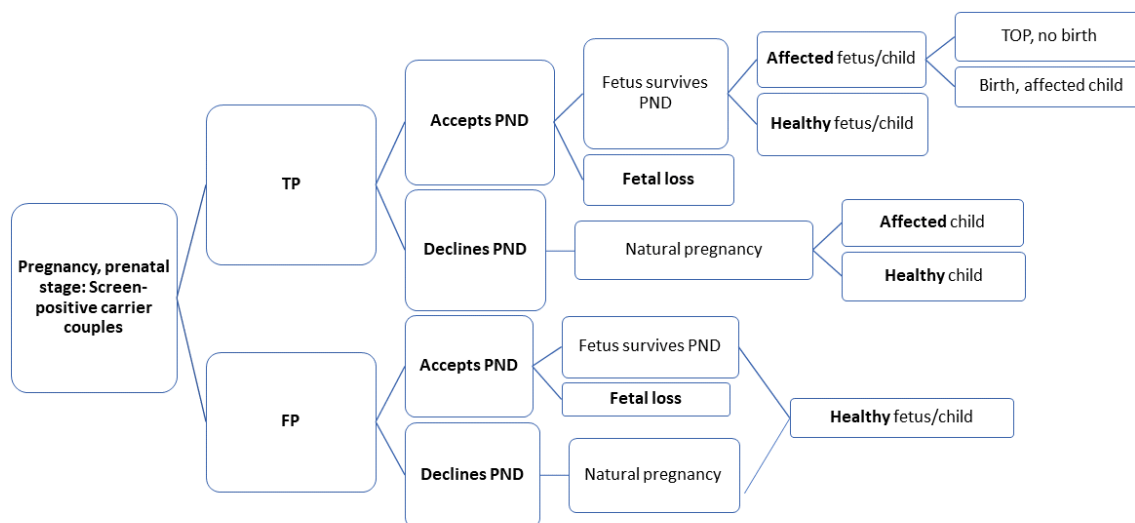 Pregnancy, prenatal
stage: Screen-
positive carrier
couples
TP
Accepts PND
Fetus survives
PND
Affected fetus/child
TOP, no birth
Birth, affected child
Healthy fetus/child
Fetal loss
Declines PND
Natural pregnancy
Affected child
Healthy child
FP
Accepts PND
Fetus survives PND
Fetal loss
Declines PND
Natural pregnancy
Healthy fetus/child